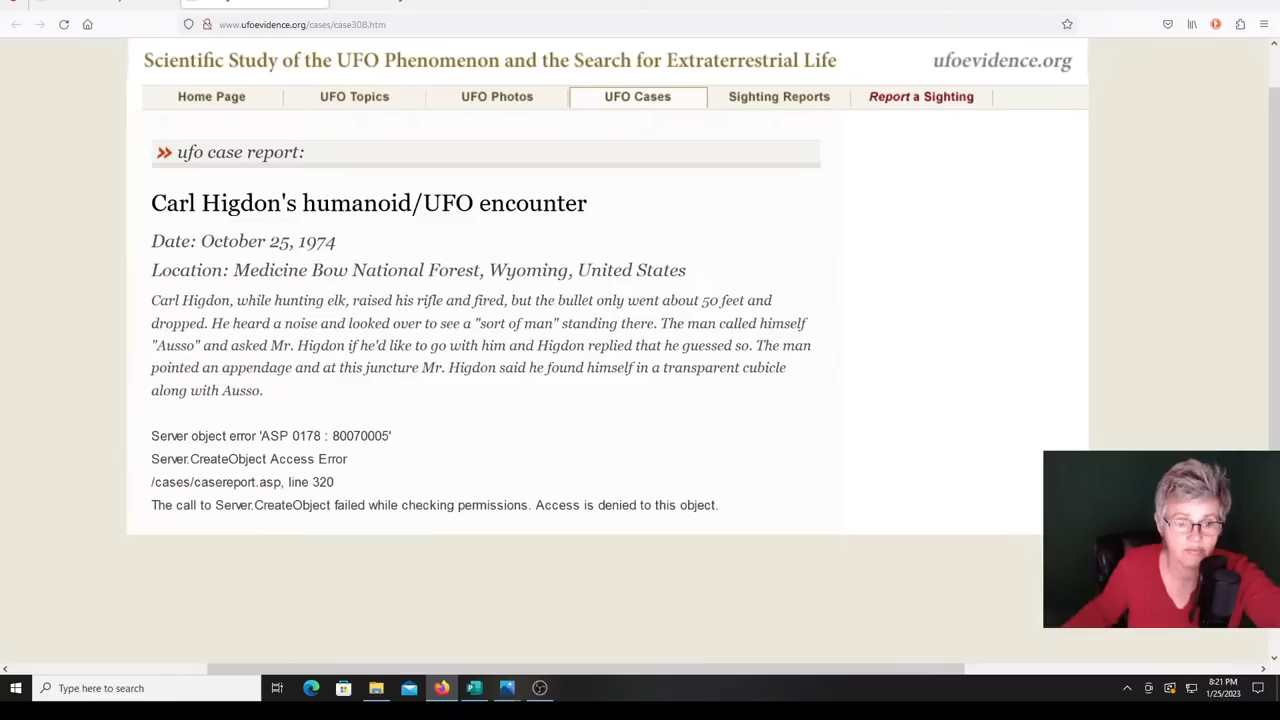 www.ufoevidence.org/cases/case308.htm
Scientific Study of the UFO Phenomenon and the Search for Extraterrestrial Life
ufoevidence.org
Home Page UFO Topics UFO Photos UFO Cases Sighting Reports Report a Sighting
ufo case report:
Carl Higdon's humanoid/UFO encounter
Date: October 25, 1974
Location: Medicine Bow National Forest, Wyoming, United States
Carl Higdon, while hunting elk, raised his rifle and fired, but the bullet only went about 50 feet and
dropped. He heard a noise and looked over to see a "sort of man" standing there. The man called himself
"Ausso" and asked Mr. Higdon if he'd like to go with him and Higdon replied that he guessed so. The man
pointed an appendage and at this juncture Mr. Higdon said he found himself in a transparent cubicle
along with Ausso.
Server object error 'ASP 0178 : 80070005'
Server.CreateObject Access Error
/cases/casereport.asp, line 320
The call to Server.CreateObject failed while checking permissions. Access is denied to this object.
Type here to search
8:21 PM
1/25/2023